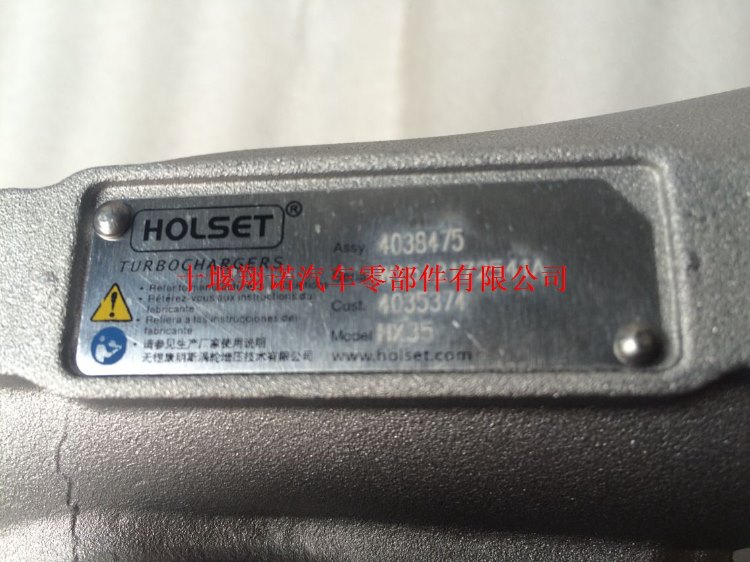 HOLSET®
TURBOCHARGERS
Assy. 4038475
十堰翔诺汽车零部件有限公司
• Refer to
• Référez-vous aux instructions du fabricante
Cust. 4035374
• Refiera a las instrucciones del fabricante
Model HX35
• 请参见生产厂家使用说明
无锡康明斯涡轮增压技术有限公司
www.holset.com